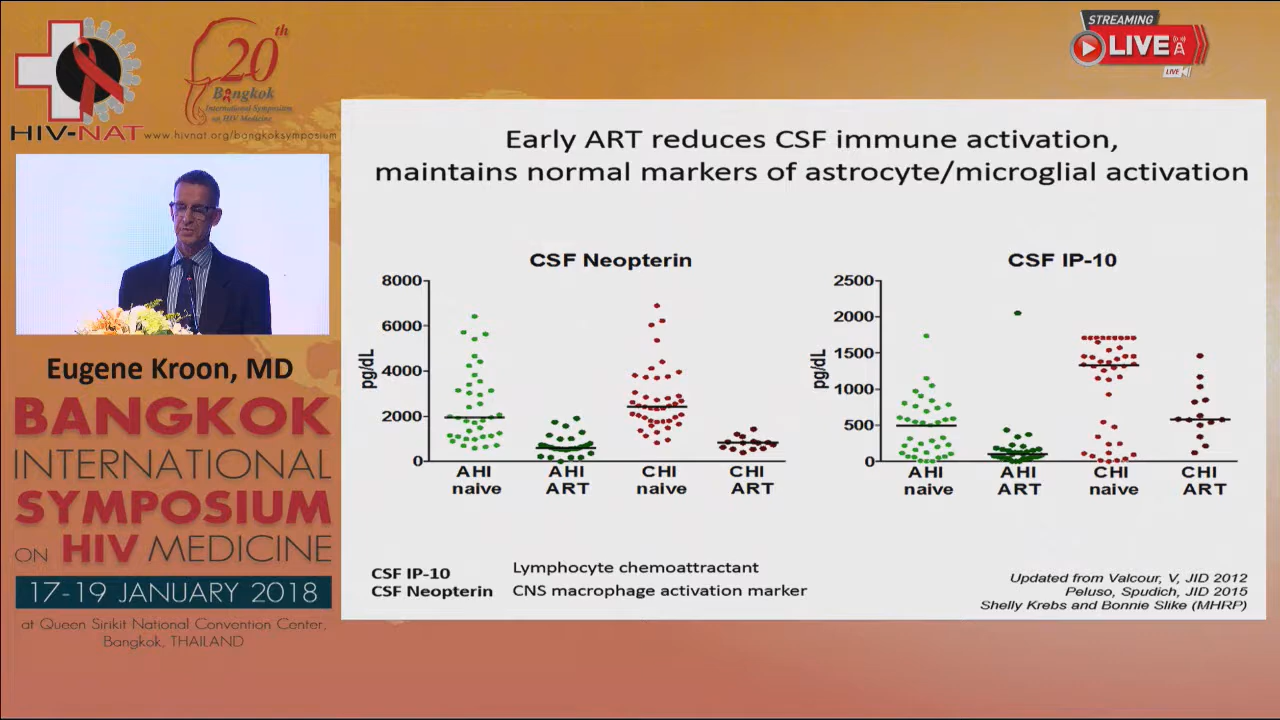 HIV-NAT
20th
Bangkok
International Symposium
on HIV Medicine
www.hivnat.org/bangkoksymposium
STREAMING
LIVE
LIVE
Eugene Kroon, MD
BANGKOK
INTERNATIONAL
SYMPOSIUM
ON HIV MEDICINE
17-19 JANUARY 2018
at Queen Sirikit National Convention Center,
Bangkok, THAILAND
Early ART reduces CSF immune activation,
maintains normal markers of astrocyte/microglial activation
CSF Neopterin
pg/dL
8000
6000
4000
2000
0
AHI naive
AHI ART
CHI naive
CHI ART
CSF IP-10
pg/dL
2500
2000
1500
1000
500
0
AHI naive
AHI ART
CHI naive
CHI ART
CSF IP-10 Lymphocyte chemoattractant
CSF Neopterin CNS macrophage activation marker
Updated from Valcour, V, JID 2012
Peluso, Spudich, JID 2015
Shelly Krebs and Bonnie Slike (MHRP)